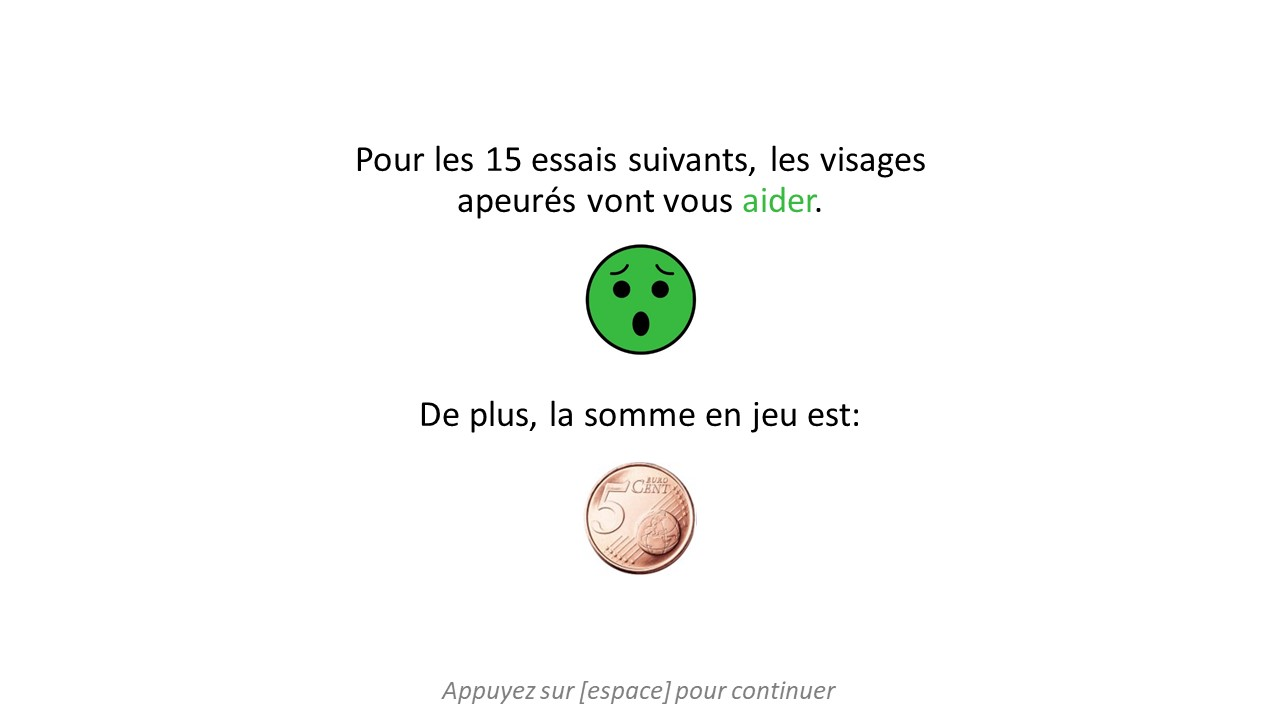 Pour les 15 essais suivants, les visages
apeurés vont vous aider.
De plus, la somme en jeu est:
5 EURO
CENT
Appuyez sur [espace] pour continuer